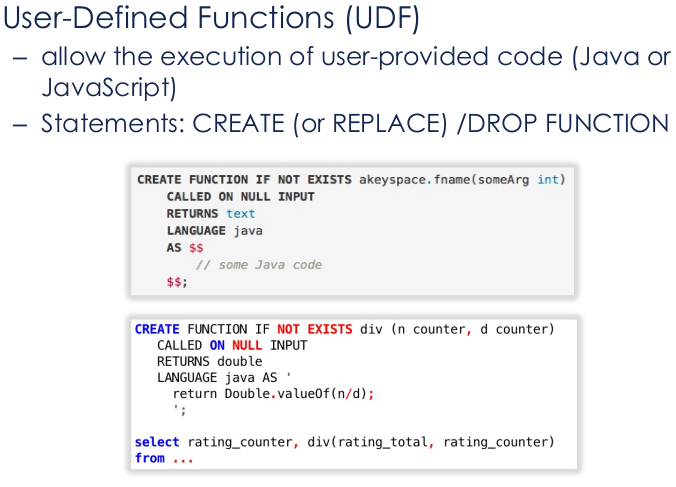 User-Defined Functions (UDF)
– allow the execution of user-provided code (Java or
JavaScript)
– Statements: CREATE (or REPLACE) /DROP FUNCTION
CREATE FUNCTION IF NOT EXISTS akeyspace.fname(someArg int)
CALLED ON NULL INPUT
RETURNS text
LANGUAGE java
AS $$
// some Java code
$$;
CREATE FUNCTION IF NOT EXISTS div (n counter, d counter)
CALLED ON NULL INPUT
RETURNS double
LANGUAGE java AS '
return Double.valueOf(n/d);
';
select rating_counter, div(rating_total, rating_counter)
from ...